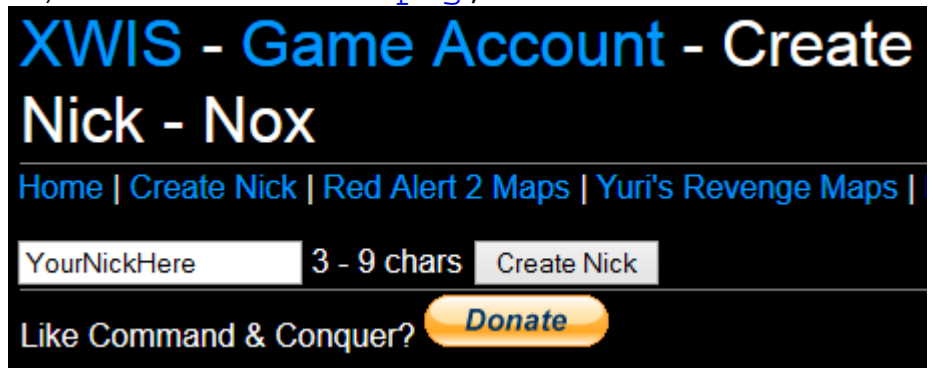 XWIS - Game Account - Create
Nick - Nox
Home | Create Nick | Red Alert 2 Maps | Yuri's Revenge Maps |
YourNickHere 3 - 9 chars Create Nick
Like Command & Conquer? Donate